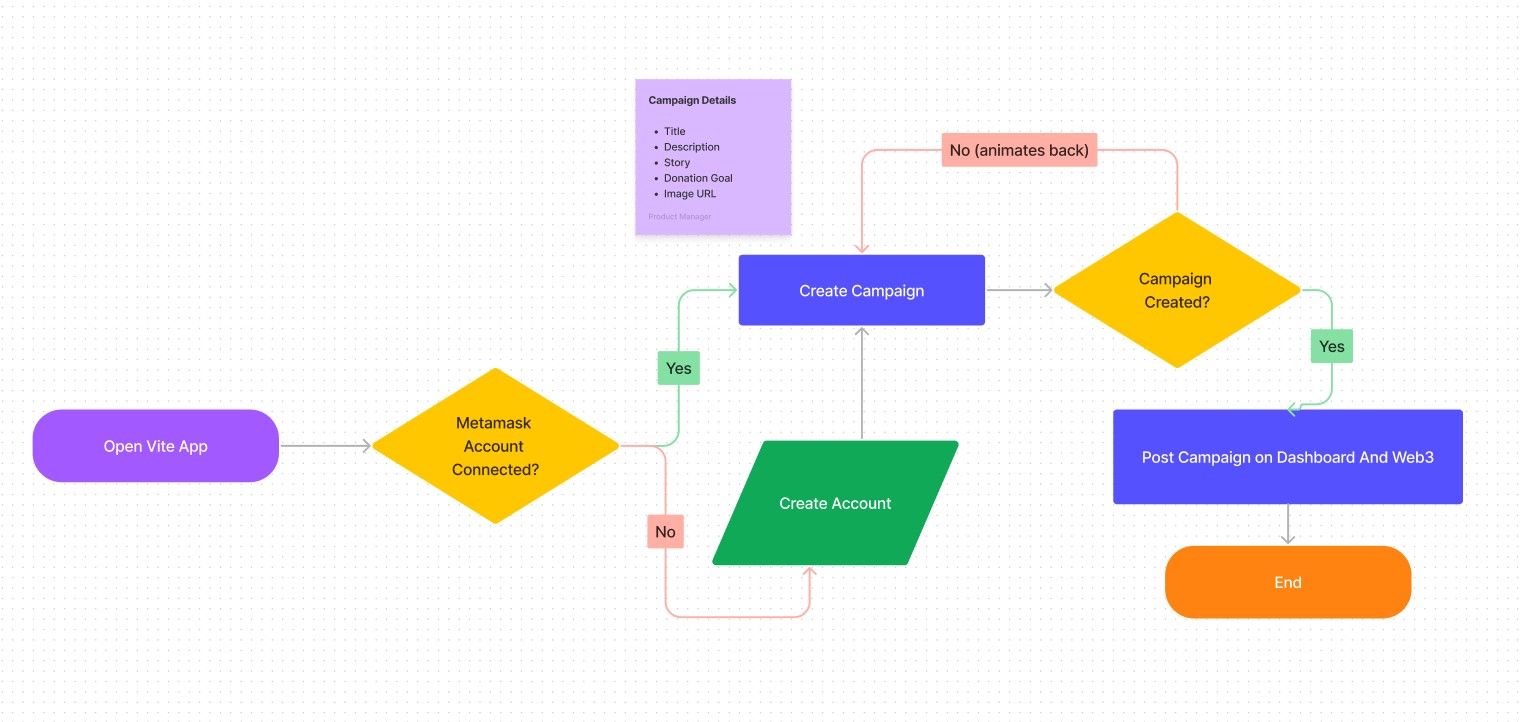 Campaign Details
• Title
• Description
• Story
• Donation Goal
• Image URL
Product Manager
No (animates back)
Create Campaign
Campaign
Created?
Yes
Yes
Open Vite App
Metamask
Account
Connected?
No
Create Account
Post Campaign on Dashboard And Web3
End